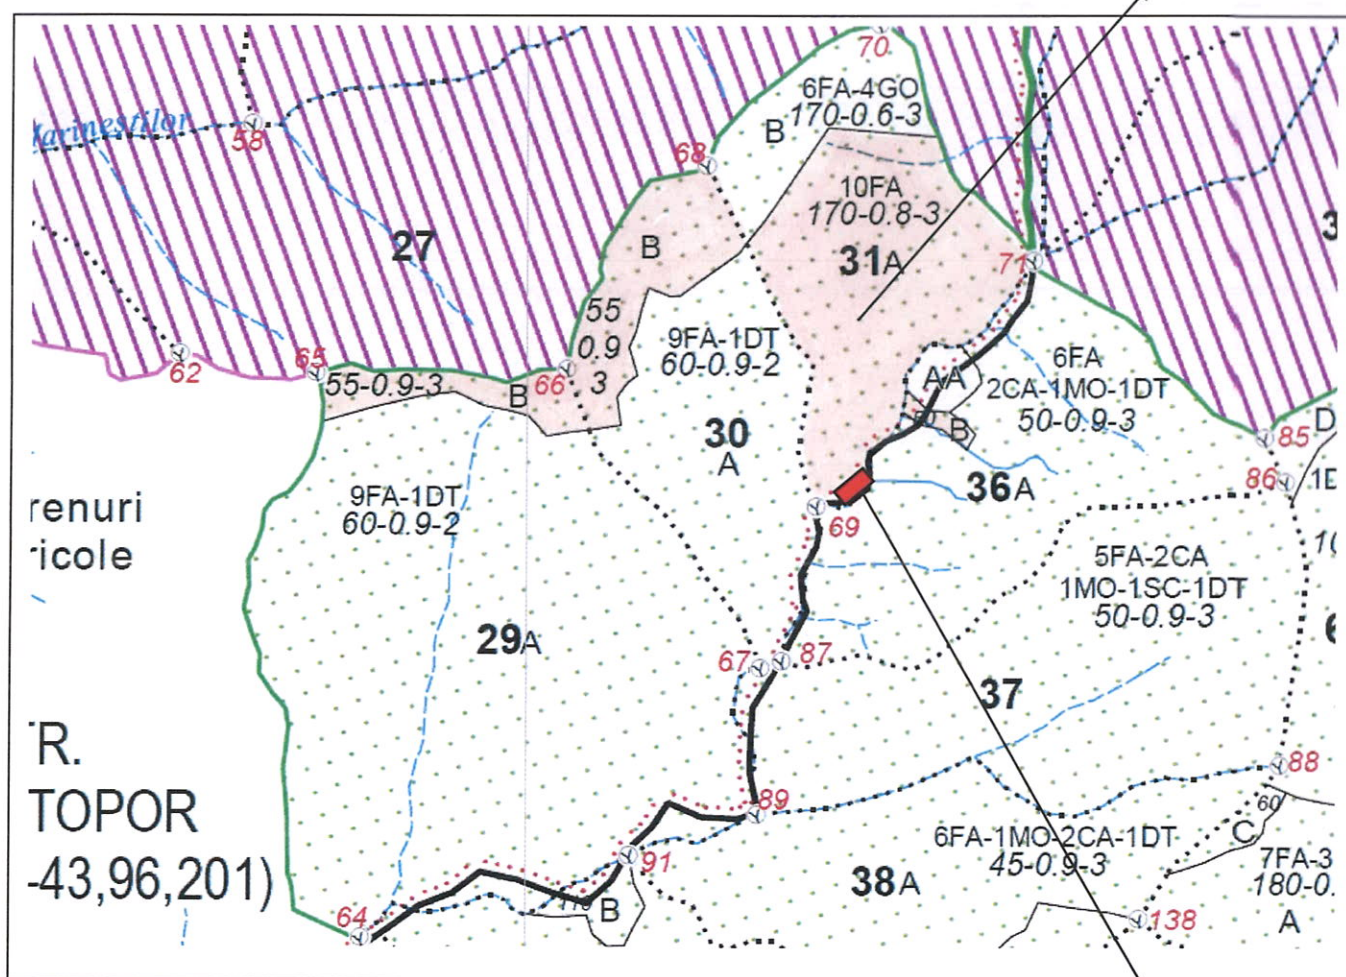 70
6FA-4GO
170-0.6-3
B
58
68
10FA
170-0.8-3
31A
27
B
71
55
0.9
3
9FA-1DT
60-0.9-2
62
65
55-0.9-3
B
66
6FA
2CA-1MO-1DT
50-0.9-3
AA
B
85
D
30
A
86
36A
9FA-1DT
60-0.9-2
69
renuri
ricole
5FA-2CA
1MO-1SC-1DT
50-0.9-3
29A
67
87
37
R.
TOPOR
-43,96,201)
88
89
60
6FA-1MO-2CA-1DT
45-0.9-3
C
7FA-3
180-0.
A
91
38A
B
64
138